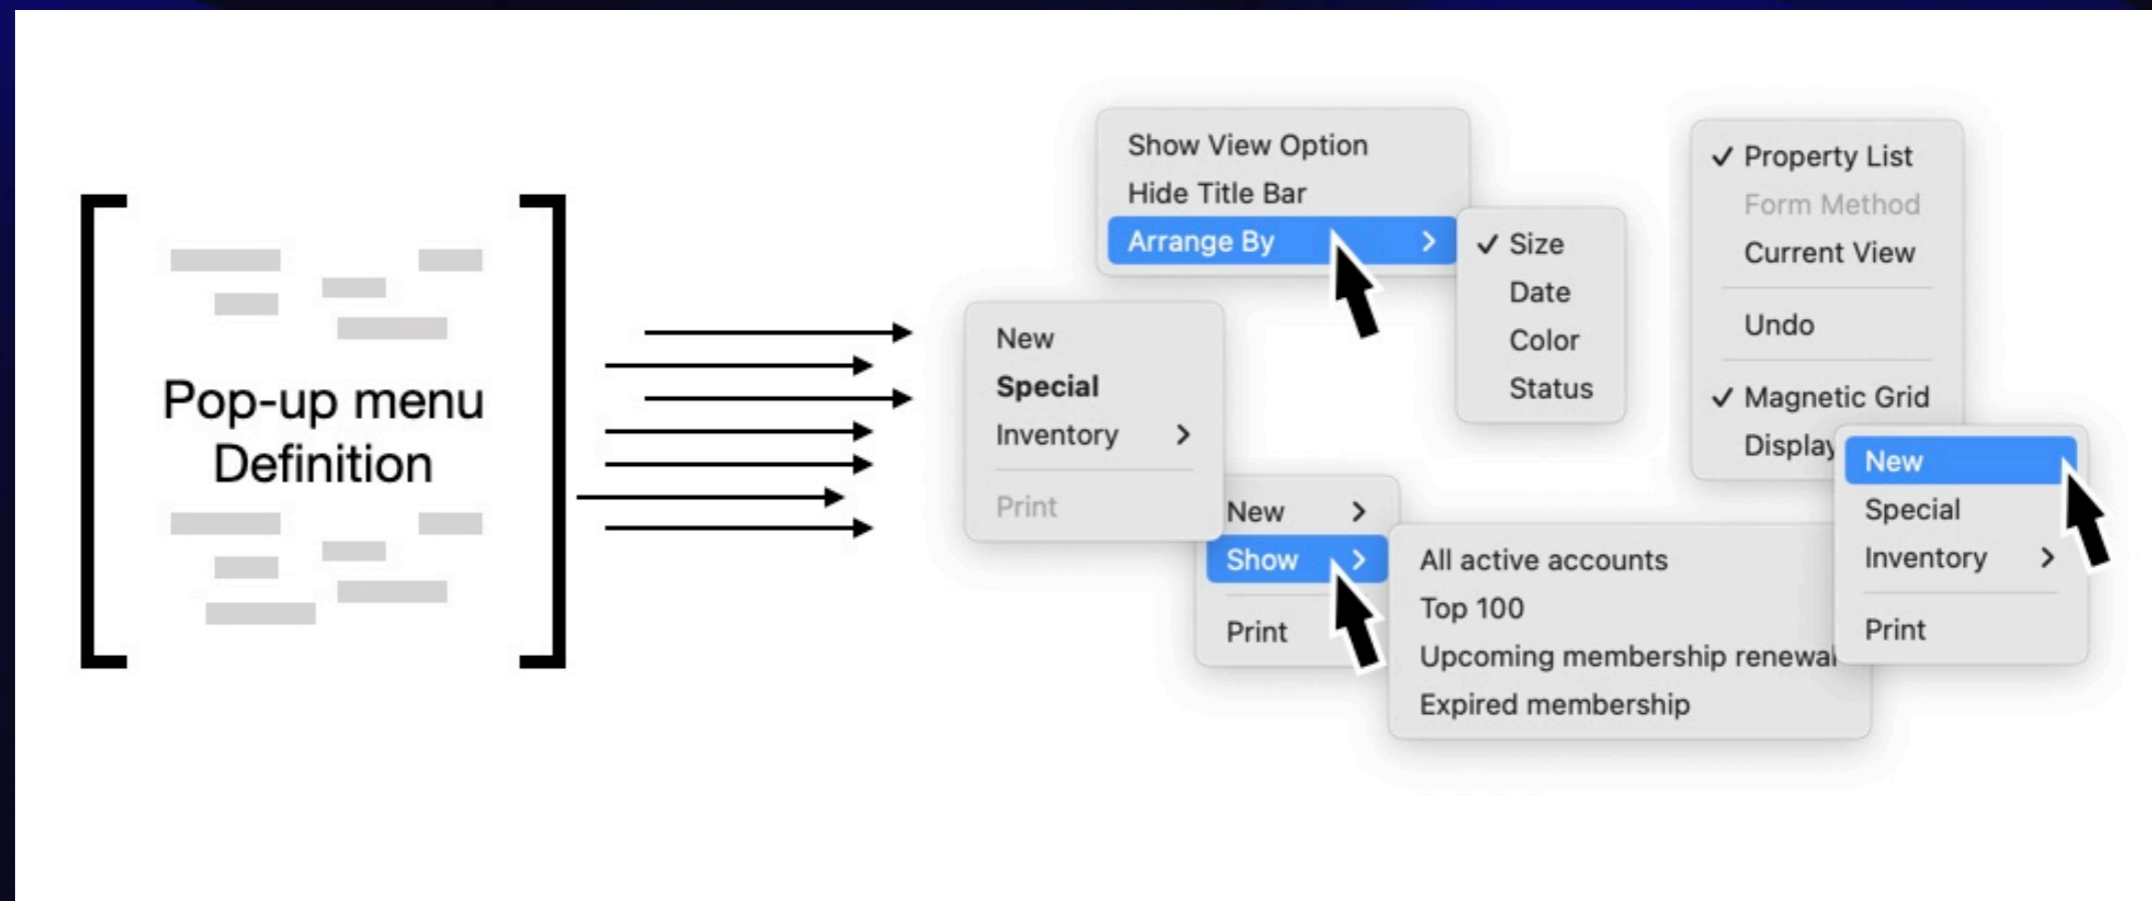 Pop-up menu
Definition
Show View Option
Hide Title Bar
Arrange By
Size
Date
Color
Status
New
Special
Inventory
Print
New
Show
Print
All active accounts
Top 100
Upcoming membership renewal
Expired membership
Property List
Form Method
Current View
Undo
Magnetic Grid
Display
New
Special
Inventory
Print